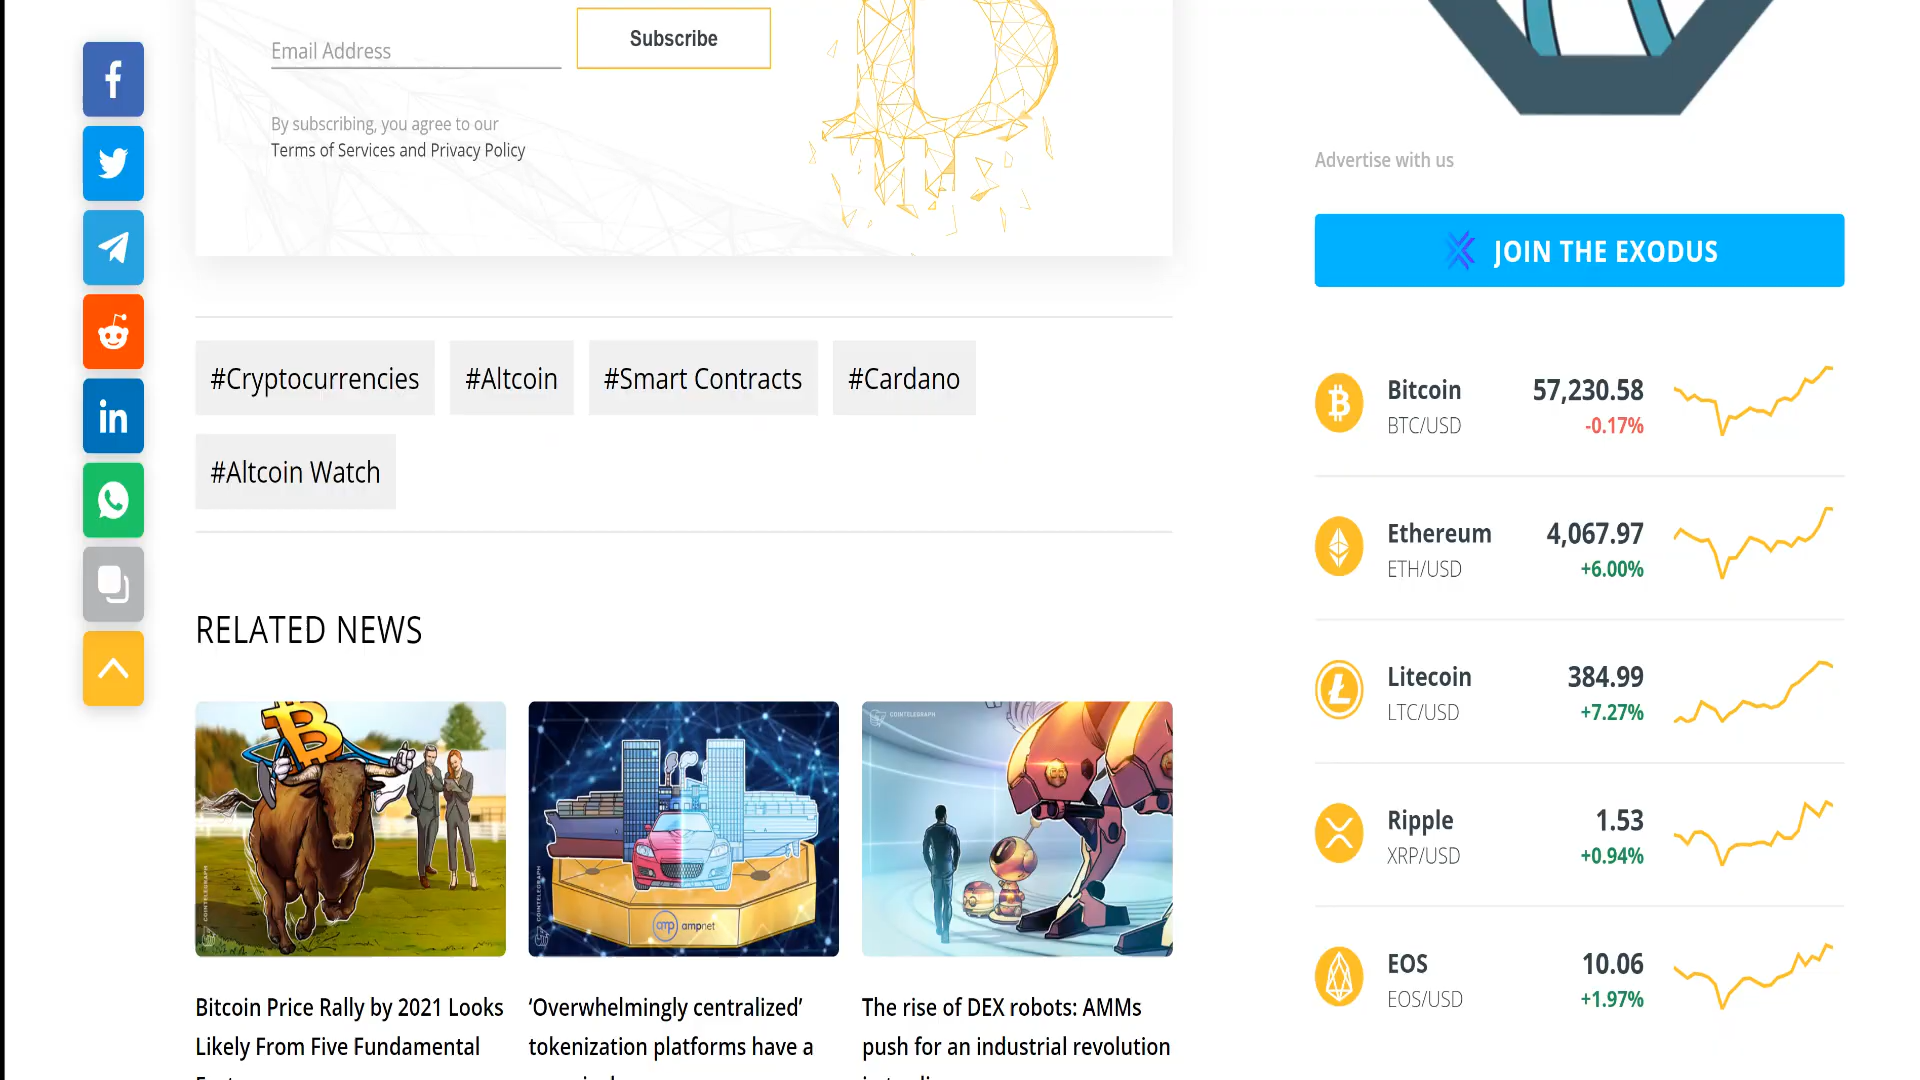 Email Address
Subscribe
By subscribing, you agree to our
Terms of Services and Privacy Policy
#Cryptocurrencies
#Altcoin
#Smart Contracts
#Cardano
#Altcoin Watch
RELATED NEWS
COINTELEGRAPH
COINTELEGRAPH
ampnet
COINTELEGRAPH
Bitcoin Price Rally by 2021 Looks
Likely From Five Fundamental
‘Overwhelmingly centralized’
tokenization platforms have a
The rise of DEX robots: AMMs
push for an industrial revolution
Advertise with us
JOIN THE EXODUS
Bitcoin 57,230.58
BTC/USD -0.17%
Ethereum 4,067.97
ETH/USD +6.00%
Litecoin 384.99
LTC/USD +7.27%
Ripple 1.53
XRP/USD +0.94%
EOS 10.06
EOS/USD +1.97%